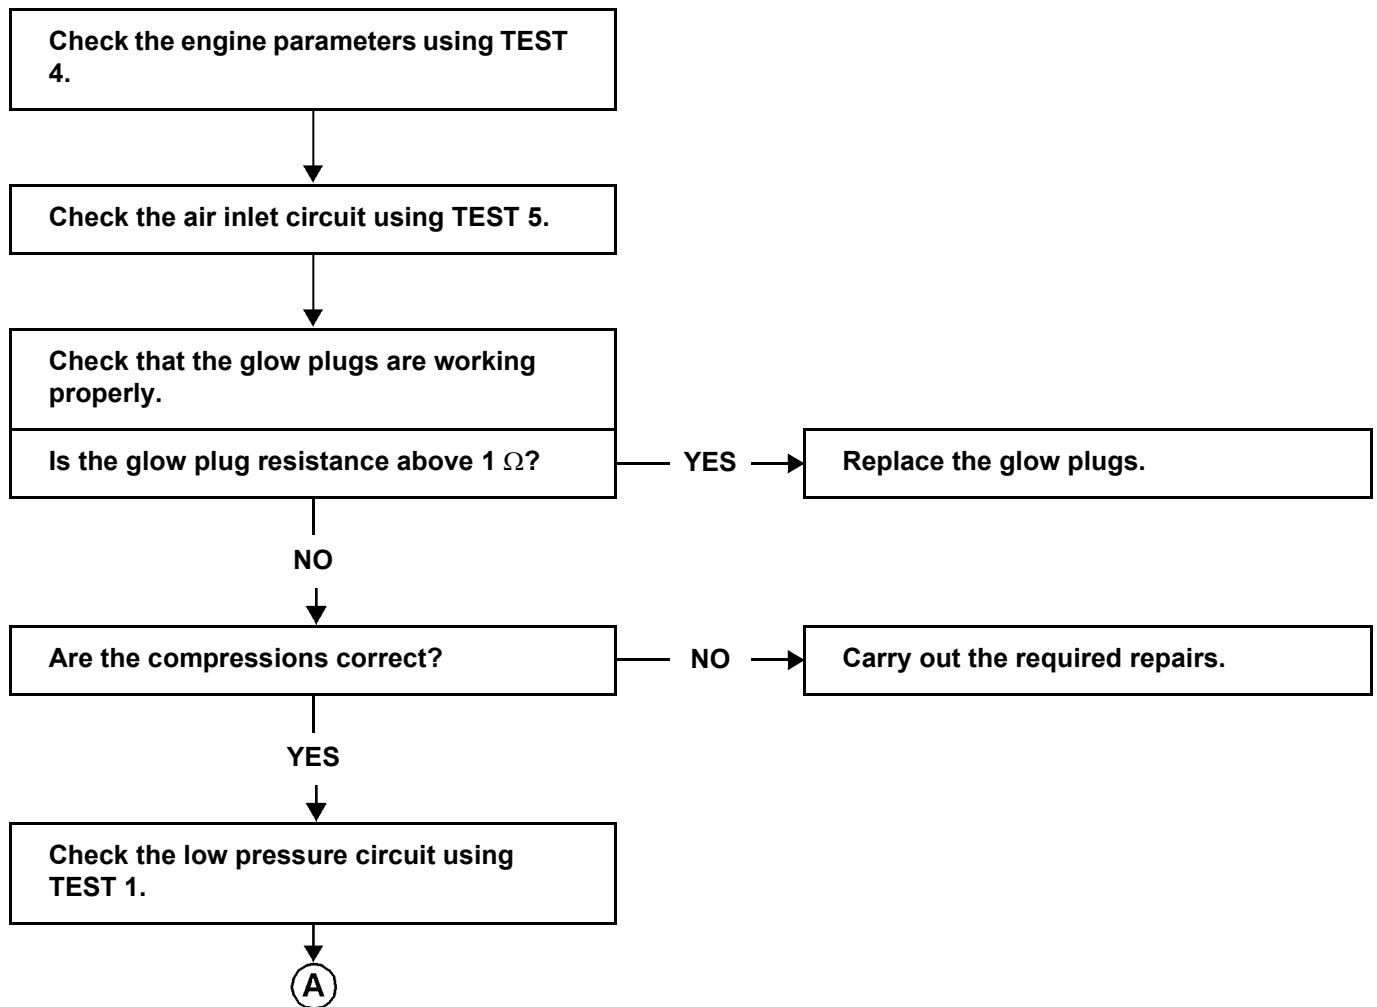 Check the engine parameters using TEST
4.
Check the air inlet circuit using TEST 5.
Check that the glow plugs are working
properly.
Is the glow plug resistance above 1 Ω?
YES
Replace the glow plugs.
NO
Are the compressions correct?
NO
Carry out the required repairs.
YES
Check the low pressure circuit using
TEST 1.
A